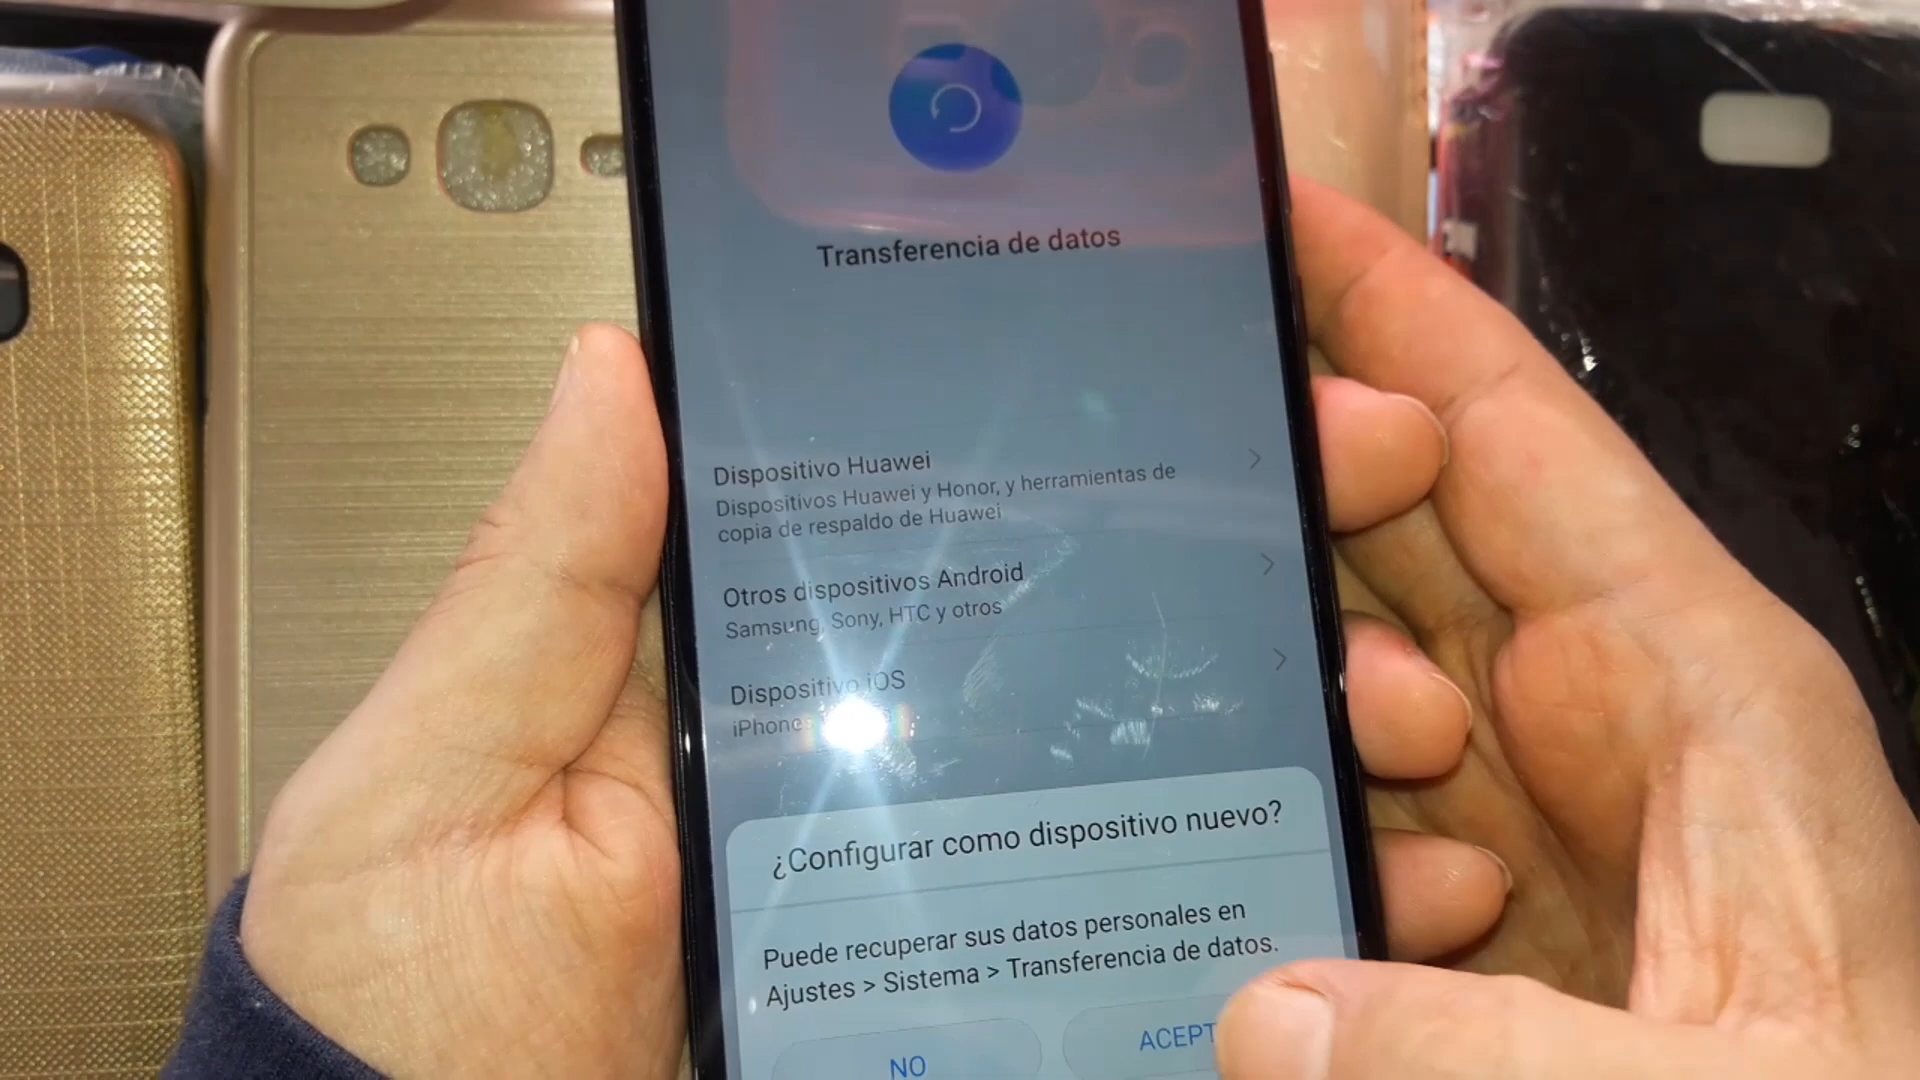 Transferencia de datos
Dispositivo Huawei
Dispositivos Huawei y Honor, y herramientas de
copia de respaldo de Huawei
Otros dispositivos Android
Samsung, Sony, HTC y otros
Dispositivo iOS
iPhone
¿Configurar como dispositivo nuevo?
Puede recuperar sus datos personales en
Ajustes > Sistema > Transferencia de datos.
NO
ACEPT